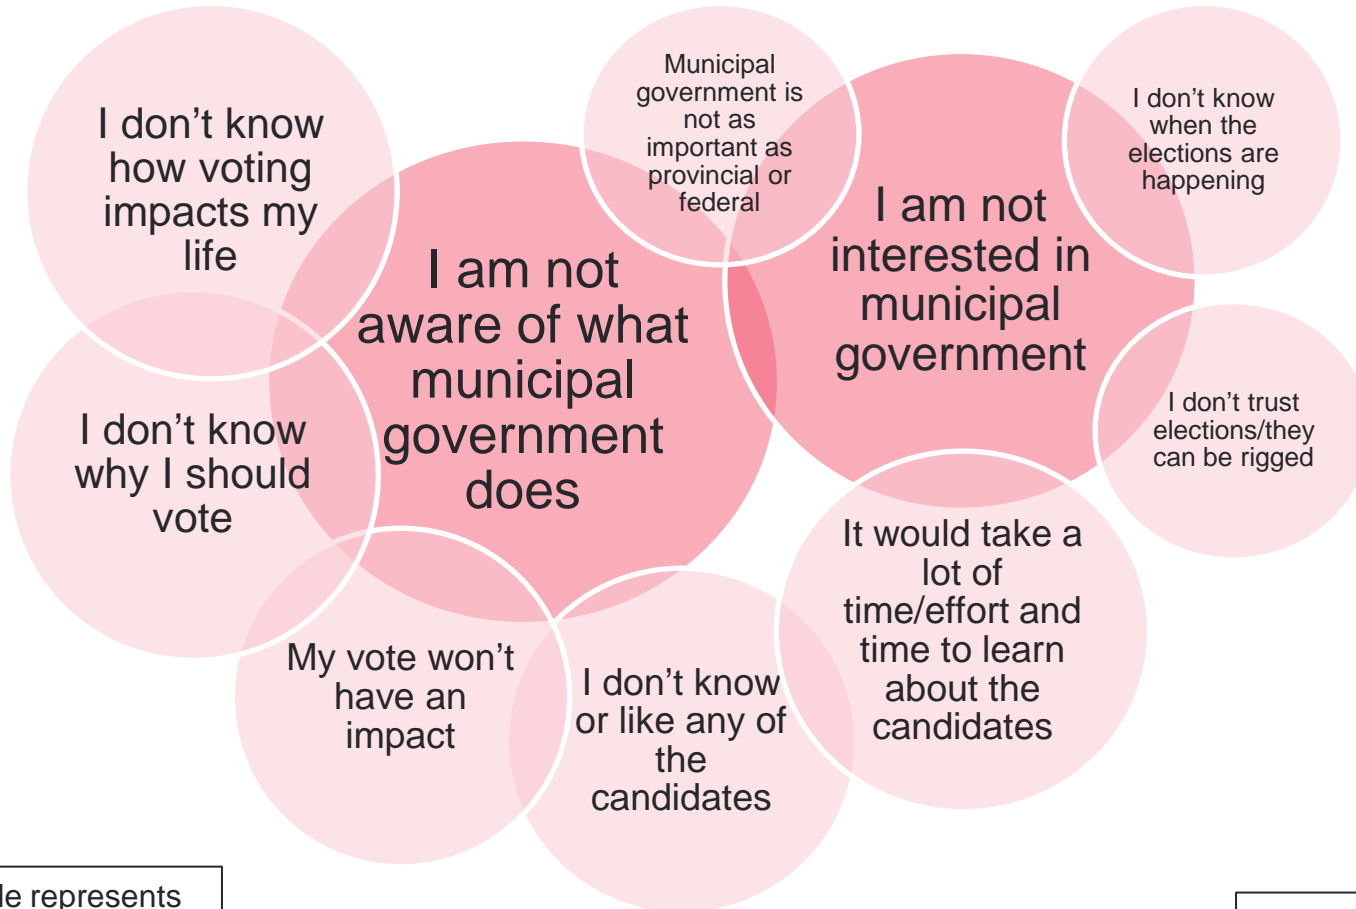 I don’t know
how voting
impacts my
life
I am not
aware of what
municipal
government
does
Municipal
government is
not as
important as
provincial or
federal
I am not
interested in
municipal
government
I don’t know
when the
elections are
happening
I don’t know
why I should
vote
I don’t trust
elections/they
can be rigged
My vote won’t
have an
impact
I don’t know
or like any of
the
candidates
It would take a
lot of
time/effort and
time to learn
about the
candidates
represents